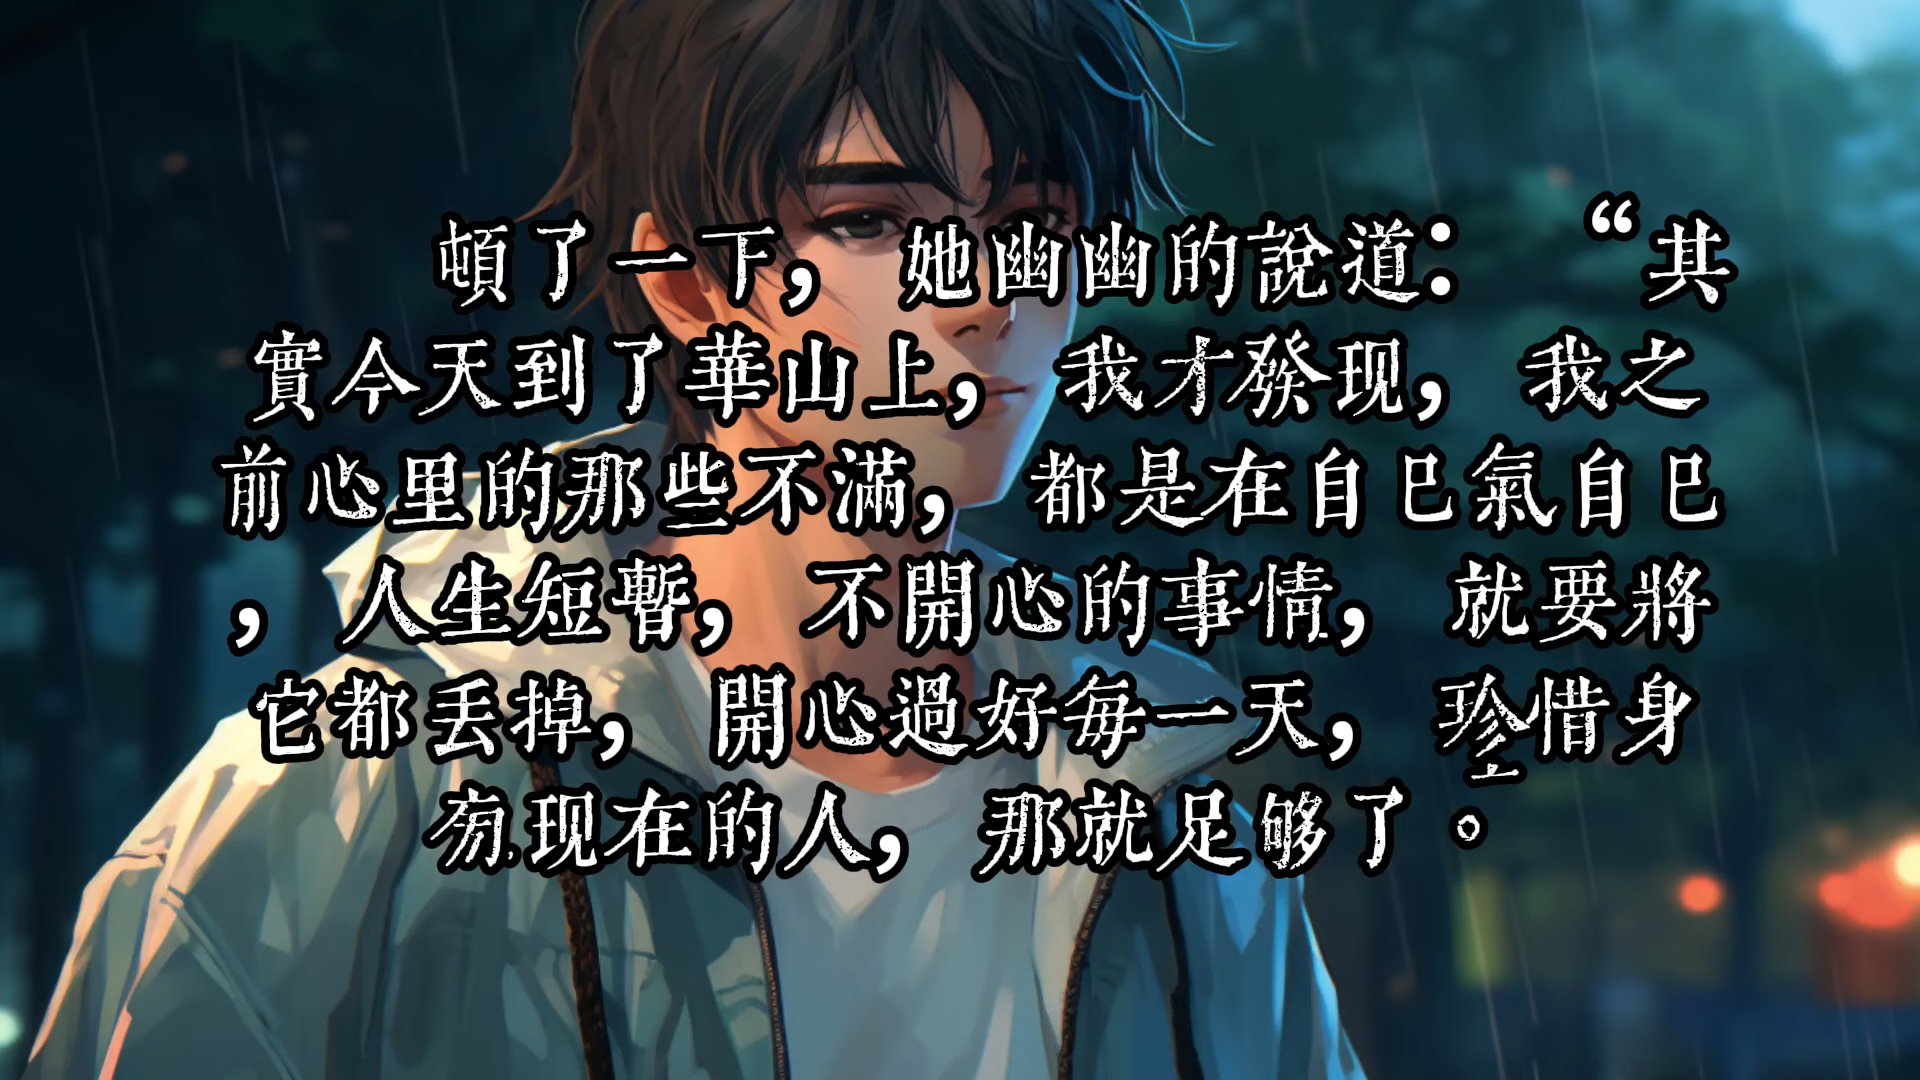 頓了一下，她幽幽的說道：“其
實今天到了華山上，我才發现，我之
前心里的那些不滿，都是在自已氣自已
，人生短暫，不開心的事情，就要將
它都丢掉，開心過好每一天，珍惜身
边现在的人，那就足够了。